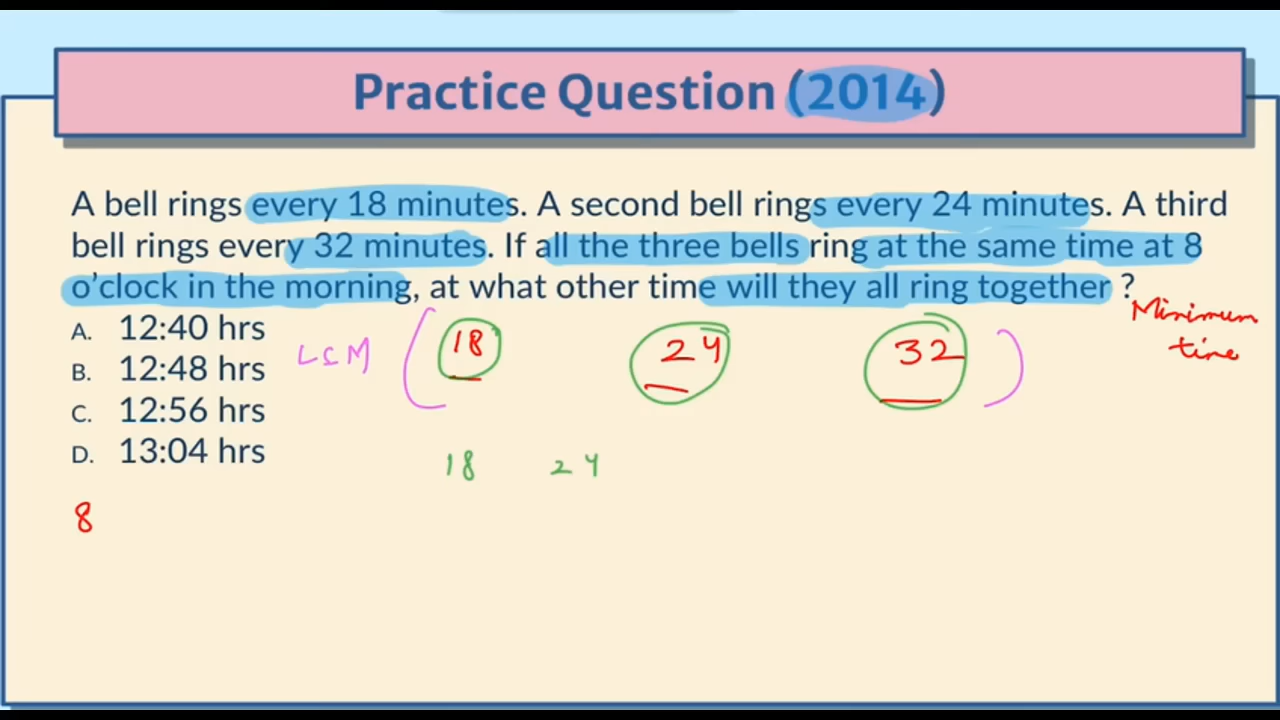 Practice Question (2014)
A bell rings every 18 minutes. A second bell rings every 24 minutes. A third
bell rings every 32 minutes. If all the three bells ring at the same time at 8
o'clock in the morning, at what other time will they all ring together ?
Minimum
time
A. 12:40 hrs
B. 12:48 hrs
C. 12:56 hrs
D. 13:04 hrs
LCM ( 18 24 32 )
18 24
8